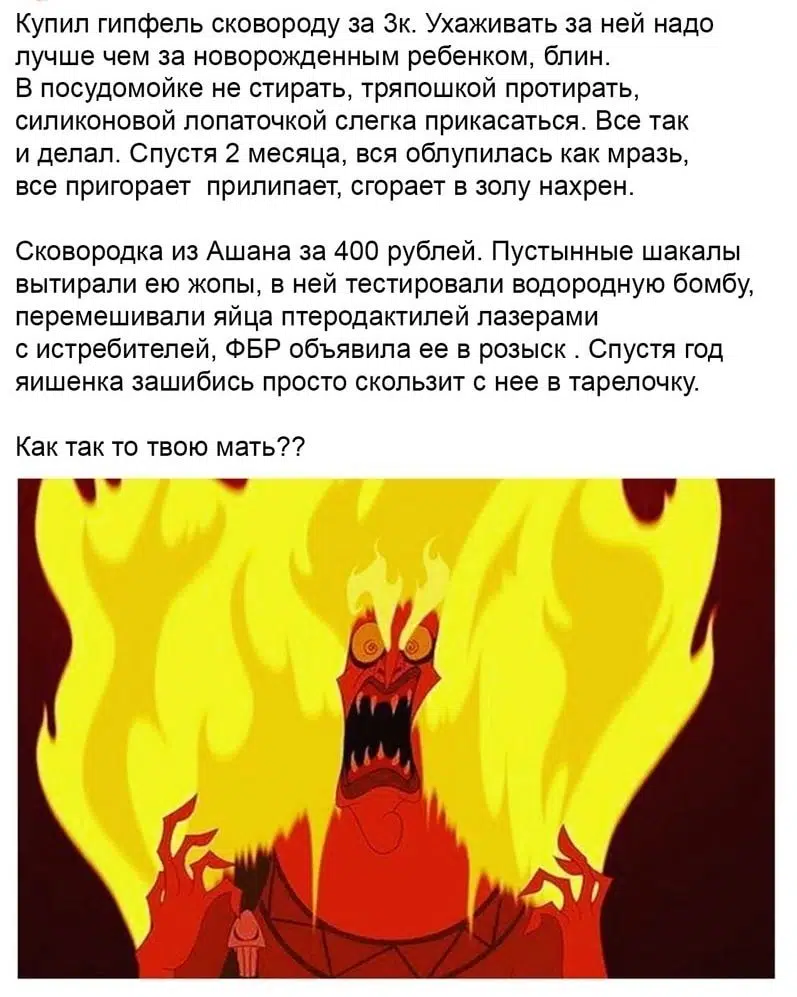 Купил гипфель сковороду за 3к. Ухаживать за ней надо
лучше чем за новорожденным ребенком, блин.
В посудомойке не стирать, тряпошкой протирать,
силиконовой лопаточкой слегка прикасаться. Все так
и делал. Спустя 2 месяца, вся облупилась как мразь,
все пригорает прилипает, сгорает в золу нахрен.
Сковородка из Ашана за 400 рублей. Пустынные шакалы
вытирали ею жопы, в ней тестировали водородную бомбу,
перемешивали яйца птеродактилей лазерами
с истребителей, ФБР объявила ее в розыск . Спустя год
яишенка зашибись просто скользит с нее в тарелочку.
Как так то твою мать??